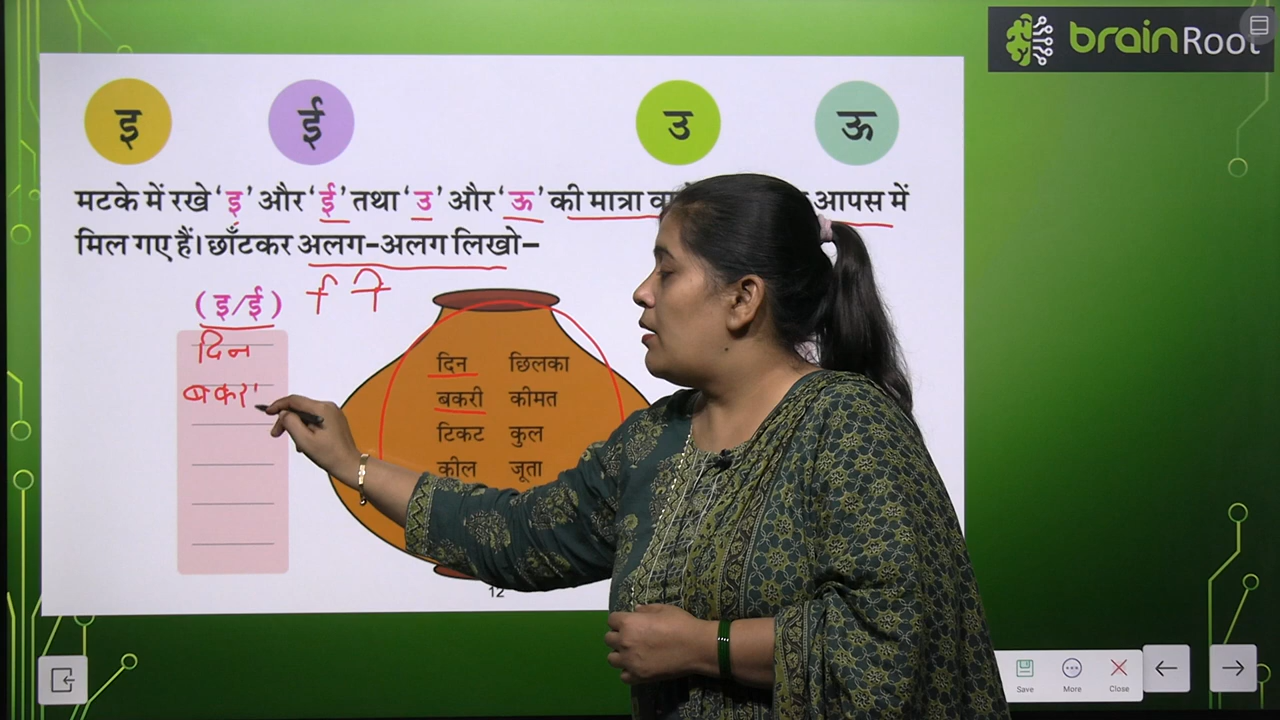 brainRoot
इ ई उ ऊ
मटके में रखे 'इ' और 'ई' तथा 'उ' और 'ऊ' की मात्रा आपस में
मिल गए हैं। छाँटकर अलग-अलग लिखो-
(इ/ई) ि ी
दिन
बकर
दिन छिलका
बकरी कीमत
टिकट कुल
कील जूता
12
Save More Close